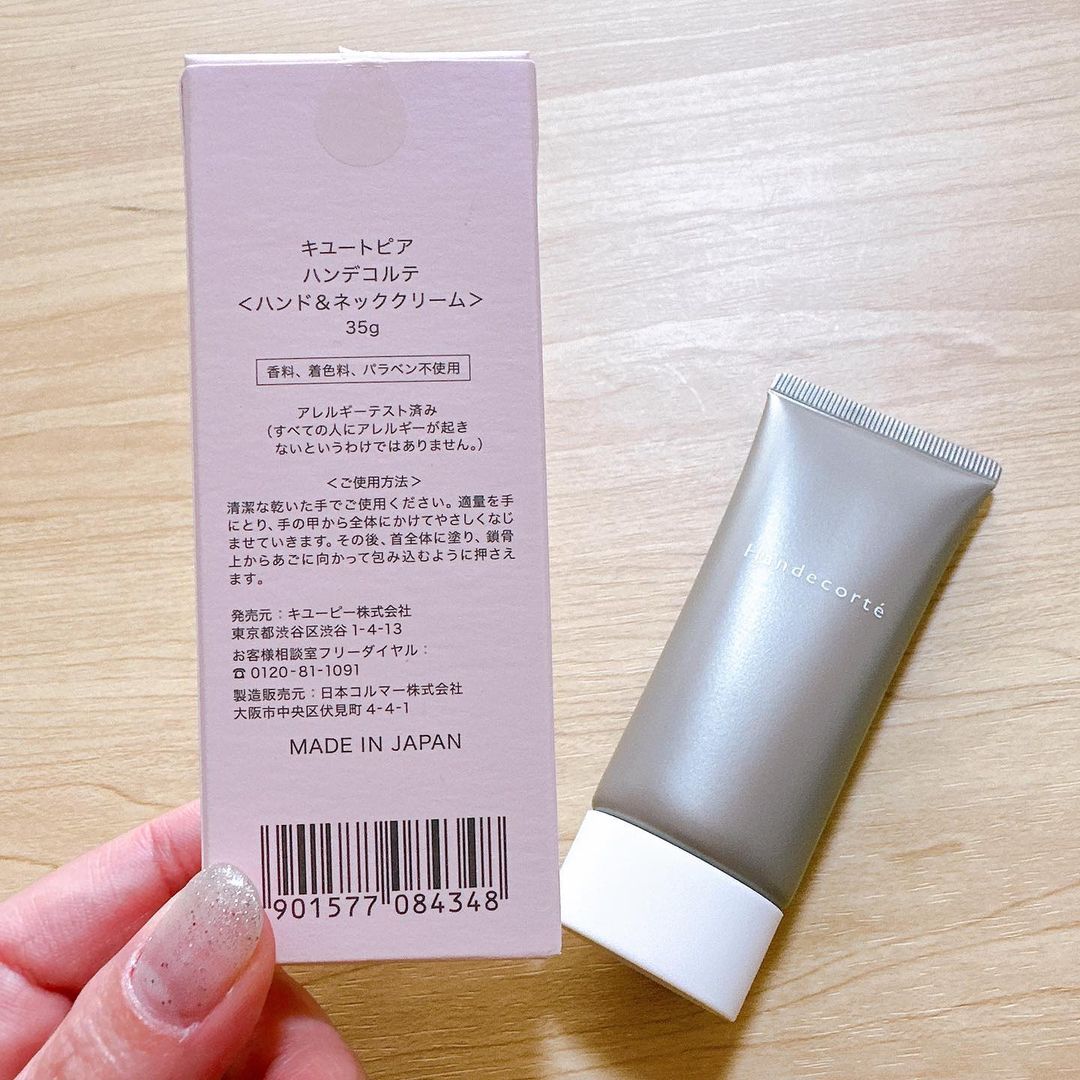 キユートピア
ハンデコルテ
＜ハンド＆ネッククリーム＞
35g
香料、着色料、パラベン不使用
アレルギーテスト済み
（すべての人にアレルギーが起き
ないというわけではありません。）
＜ご使用方法＞
清潔な乾いた手でご使用ください。適量を手
にとり、手の甲から全体にかけてやさしくなじ
ませていきます。その後、首全体に塗り、鎖骨
上からあごに向かって包み込むように押さえ
ます。
発売元：キユーピー株式会社
東京都渋谷区渋谷1-4-13
お客様相談室フリーダイヤル：
☎0120-81-1091
製造販売元：日本コルマー株式会社
大阪市中央区伏見町4-4-1
MADE IN JAPAN
901577 084348
Handecorté